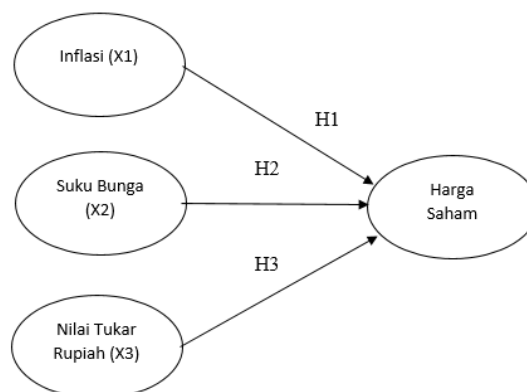 Inflasi (X1)
H1
H2
Suku Bunga
(X2)
Harga
Saham
H3
Nilai Tukar
Rupiah (X3)